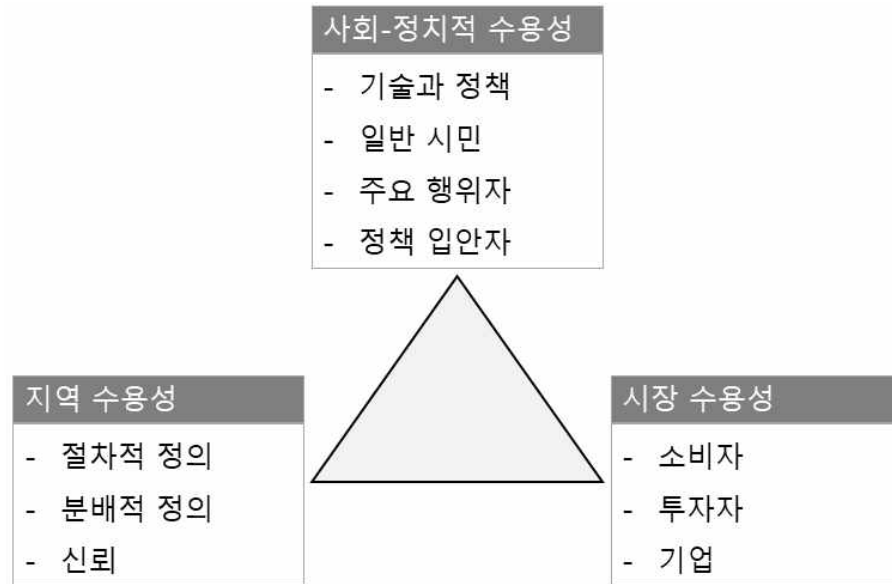 사회-정치적 수용성
- 기술과 정책
- 일반 시민
- 주요 행위자
- 정책 입안자
지역 수용성
- 절차적 정의
- 분배적 정의
- 신뢰
시장 수용성
- 소비자
- 투자자
- 기업